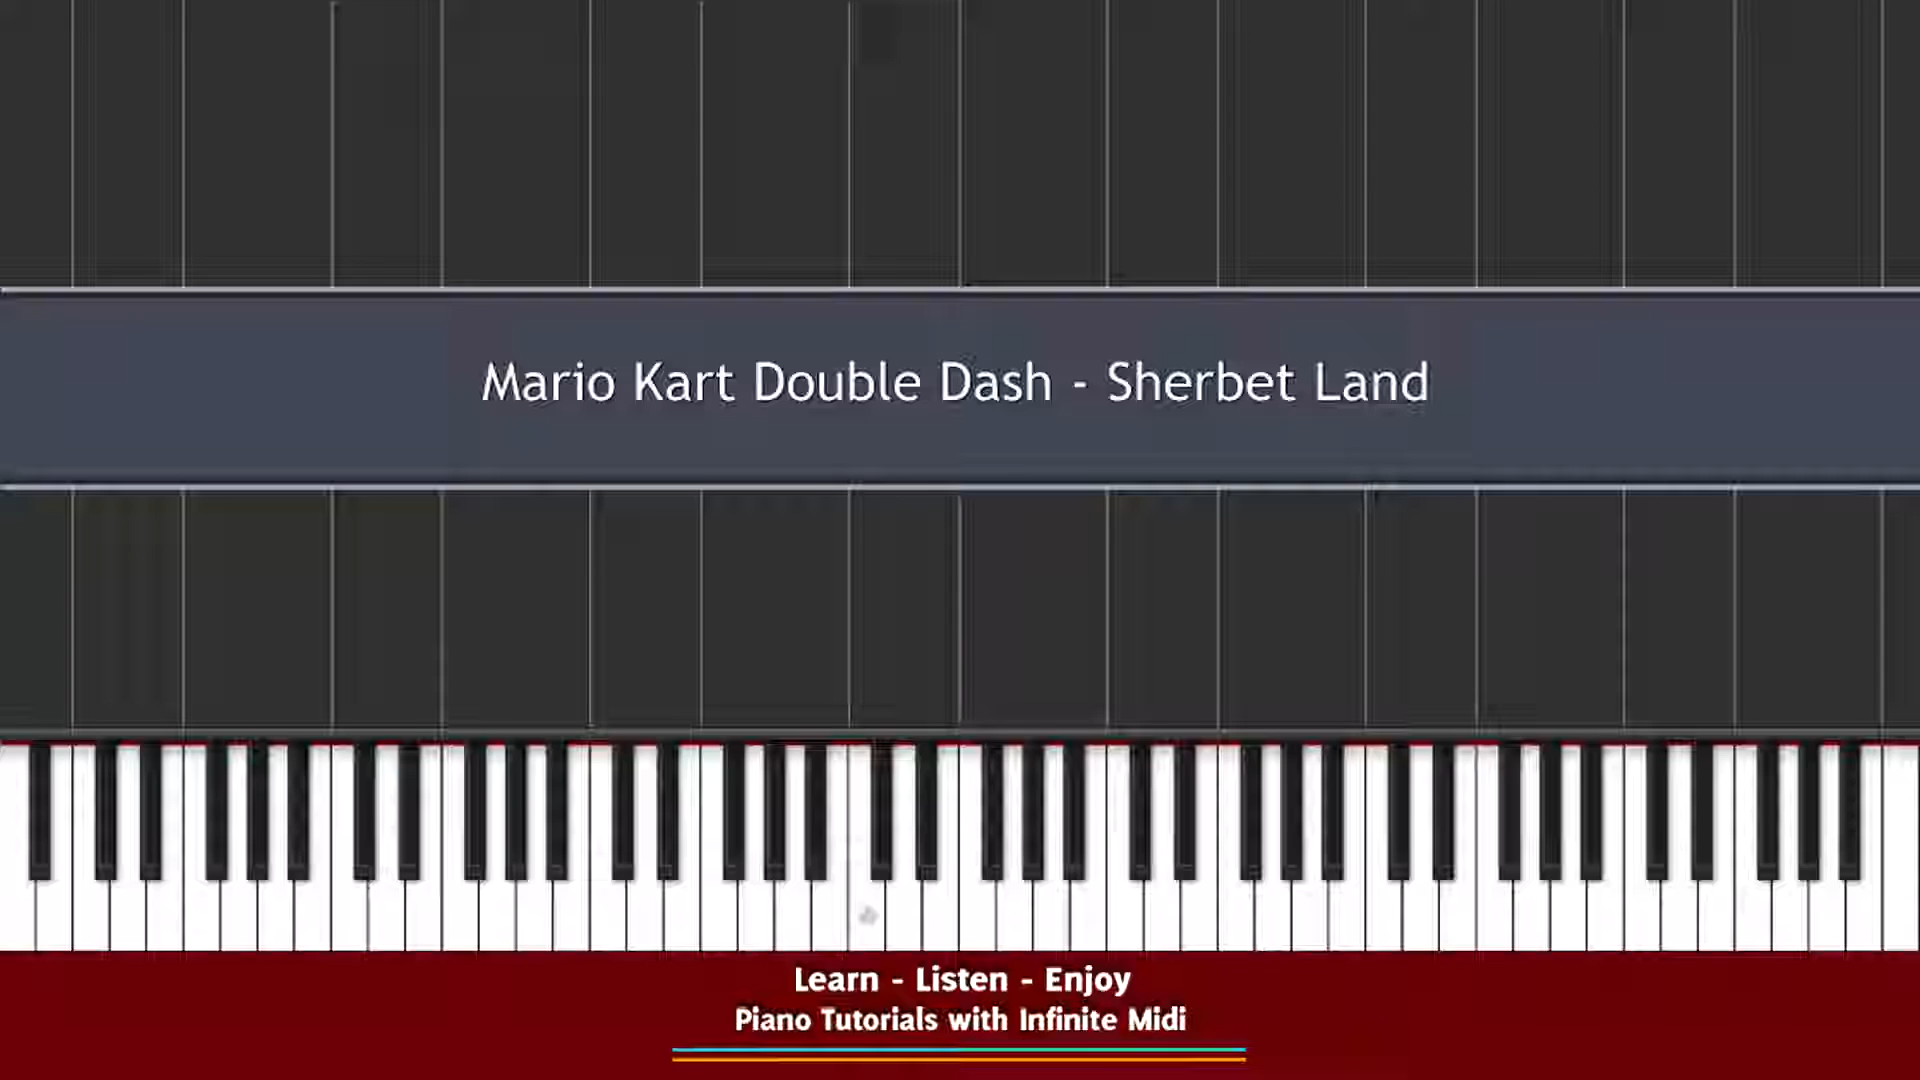 Mario Kart Double Dash - Sherbet Land
Learn - Listen - Enjoy
Piano Tutorials with Infinite Midi